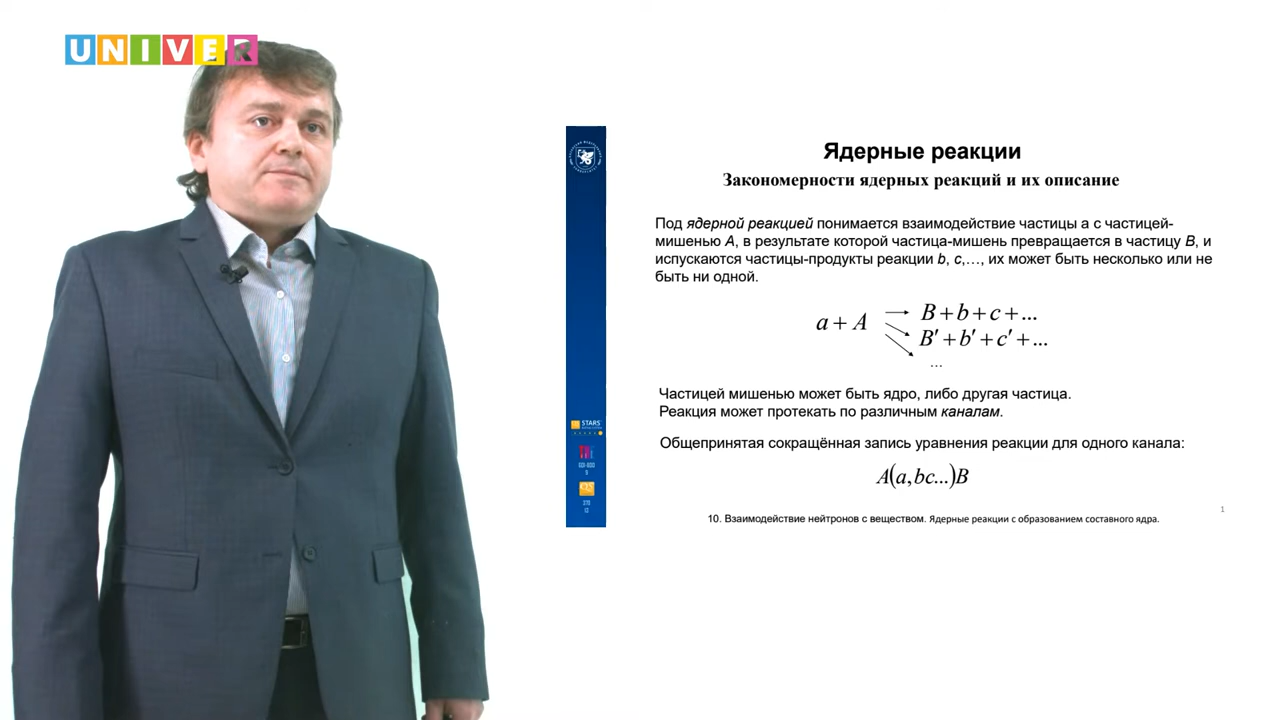 UNIVER
Ядерные реакции
Закономерности ядерных реакций и их описание
Под ядерной реакцией понимается взаимодействие частицы a с частицей-
мишенью A, в результате которой частица-мишень превращается в частицу B, и
испускаются частицы-продукты реакции b, c,…, их может быть несколько или не
быть ни одной.
a + A → B + b + c + ...
B′ + b′ + c′ + ...
...
Частицей мишенью может быть ядро, либо другая частица.
Реакция может протекать по различным каналам.
STARS
Общепринятая сокращённая запись уравнения реакции для одного канала:
A(a, bc...)B
10. Взаимодействие нейтронов с веществом. Ядерные реакции с образованием составного ядра.
1